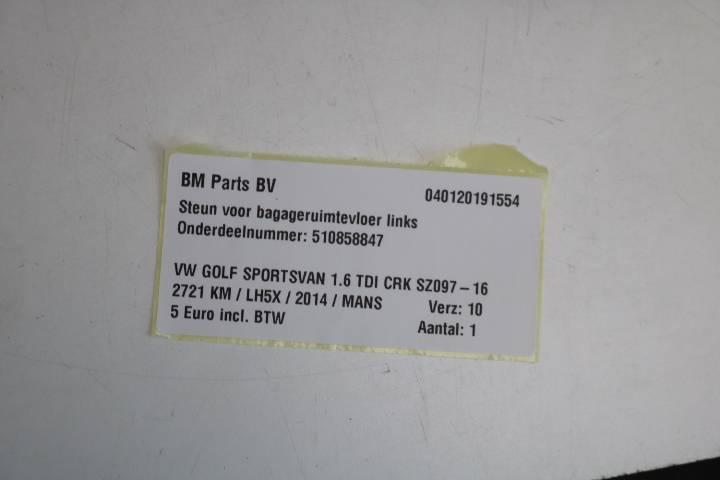 BM Parts BV 040120191554
Steun voor bagageruimtevloer links
Onderdeelnummer: 510858847
VW GOLF SPORTSVAN 1.6 TDI CRK SZ097-16
2721 KM / LH5X / 2014 / MANS Verz: 10
5 Euro incl. BTW Aantal: 1